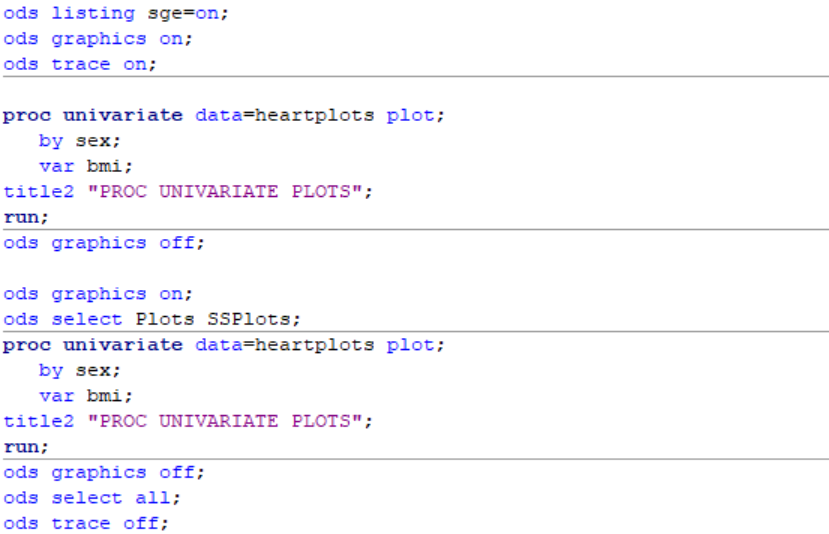 ods listing sge=on;
ods graphics on;
ods trace on;
proc univariate data=heartplots plot;
by sex;
var bmi;
title2 "PROC UNIVARIATE PLOTS";
run;
ods graphics off;
ods graphics on;
ods select Plots SSPlots;
proc univariate data=heartplots plot;
by sex;
var bmi;
title2 "PROC UNIVARIATE PLOTS";
run;
ods graphics off;
ods select all;
ods trace off;